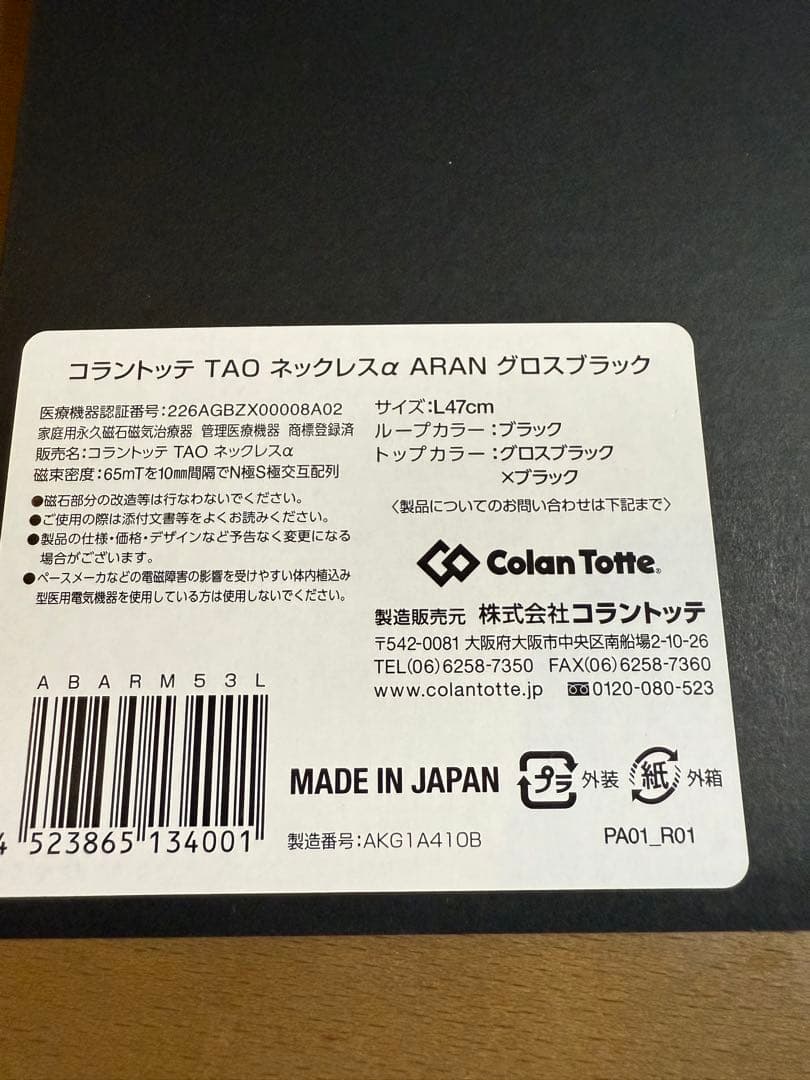 コラントッテ TAO ネックレスα ARAN グロスブラック
医療機器認証番号:226AGBZX00008A02
家庭用永久磁石磁気治療器 管理医療機器 商標登録済
販売名:コラントッテ TAO ネックレスα
磁束密度:65mTを10㎜間隔でN極S極交互配列
●磁石部分の改造等は行なわないでください。
●ご使用の際は添付文書等をよくお読みください。
●製品の仕様・価格・デザインなど予告なく変更になる
場合がございます。
●ペースメーカなどの電磁障害の影響を受けやすい体内植込み
型医用電気機器を使用している方は使用しないでください。
サイズ:L47cm
ループカラー:ブラック
トップカラー:グロスブラック
×ブラック
〈製品についてのお問い合わせは下記まで〉
Colan Totte®
製造販売元 株式会社コラントッテ
〒542-0081 大阪府大阪市中央区南船場2-10-26
TEL(06)6258-7350 FAX(06)6258-7360
www.colantotte.jp 0120-080-523
ABARM53L
4 523865 134001
MADE IN JAPAN
プラ 外装 紙 外箱
製造番号:AKG1A410B
PA01_R01